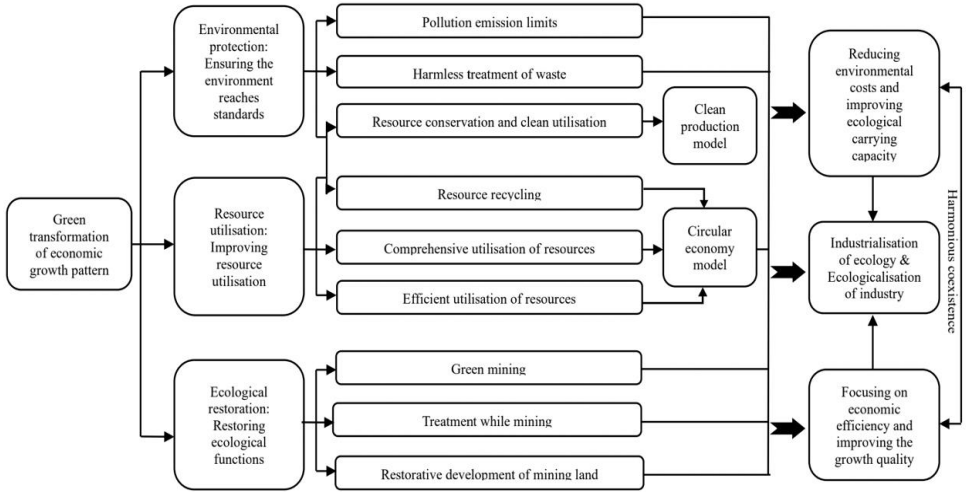 Green
transformation
of economic
growth pattern
Environmental
protection:
Ensuring the
environment
reaches
standards
Resource
utilisation:
Improving
resource
utilisation
Ecological
restoration:
Restoring
ecological
functions
Pollution emission limits
Harmless treatment of waste
Resource conservation and clean utilisation
Resource recycling
Comprehensive utilisation of resources
Efficient utilisation of resources
Green mining
Treatment while mining
Restorative development of mining land
Clean
production
model
Circular
economy
model
Reducing
environmental
costs and
improving
ecological
carrying
capacity
Industrialisation
of ecology &
Ecologicalisation
of industry
Focusing on
economic
efficiency and
improving the
growth quality
Harmonious coexistence